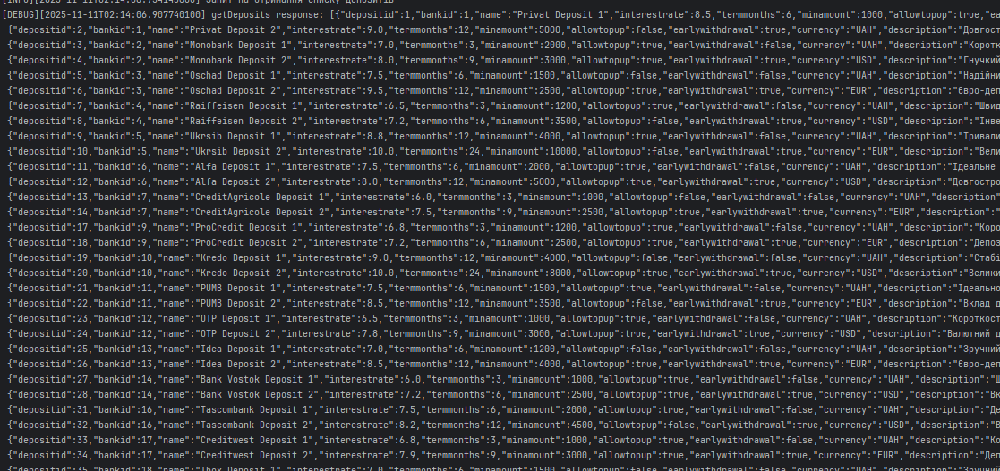 Запит на отримання списку депозитів
[DEBUG][2025-11-11T02:14:06.907740100] getDeposits response: [{"depositid":1,"bankid":1,"name":"Privat Deposit 1","interestrate":8.5,"termmonths":6,"minamount":1000,"allowtopup":true,"ea
{"depositid":2,"bankid":1,"name":"Privat Deposit 2","interestrate":9.0,"termmonths":12,"minamount":5000,"allowtopup":false,"earlywithdrawal":true,"currency":"UAH","description":"Довгост
{"depositid":3,"bankid":2,"name":"Monobank Deposit 1","interestrate":7.0,"termmonths":3,"minamount":2000,"allowtopup":true,"earlywithdrawal":false,"currency":"UAH","description":"Коротк
{"depositid":4,"bankid":2,"name":"Monobank Deposit 2","interestrate":8.0,"termmonths":9,"minamount":3000,"allowtopup":true,"earlywithdrawal":true,"currency":"USD","description":"Гнучкий
{"depositid":5,"bankid":3,"name":"Oschad Deposit 1","interestrate":7.5,"termmonths":6,"minamount":1500,"allowtopup":false,"earlywithdrawal":false,"currency":"UAH","description":"Надійни
{"depositid":6,"bankid":3,"name":"Oschad Deposit 2","interestrate":9.5,"termmonths":12,"minamount":2500,"allowtopup":true,"earlywithdrawal":true,"currency":"EUR","description":"Євро-деп
{"depositid":7,"bankid":4,"name":"Raiffeisen Deposit 1","interestrate":6.5,"termmonths":3,"minamount":1200,"allowtopup":true,"earlywithdrawal":false,"currency":"UAH","description":"Швид
{"depositid":8,"bankid":4,"name":"Raiffeisen Deposit 2","interestrate":7.2,"termmonths":6,"minamount":3500,"allowtopup":false,"earlywithdrawal":true,"currency":"USD","description":"Інве
{"depositid":9,"bankid":5,"name":"Ukrsib Deposit 1","interestrate":8.8,"termmonths":12,"minamount":4000,"allowtopup":true,"earlywithdrawal":false,"currency":"UAH","description":"Тривали
{"depositid":10,"bankid":5,"name":"Ukrsib Deposit 2","interestrate":10.0,"termmonths":24,"minamount":10000,"allowtopup":false,"earlywithdrawal":true,"currency":"EUR","description":"Вели
{"depositid":11,"bankid":6,"name":"Alfa Deposit 1","interestrate":7.5,"termmonths":6,"minamount":2000,"allowtopup":true,"earlywithdrawal":false,"currency":"UAH","description":"Ідеальне
{"depositid":12,"bankid":6,"name":"Alfa Deposit 2","interestrate":8.0,"termmonths":12,"minamount":5000,"allowtopup":true,"earlywithdrawal":true,"currency":"USD","description":"Довгостро
{"depositid":13,"bankid":7,"name":"CreditAgricole Deposit 1","interestrate":6.0,"termmonths":3,"minamount":1000,"allowtopup":false,"earlywithdrawal":false,"currency":"UAH","description"
{"depositid":14,"bankid":7,"name":"CreditAgricole Deposit 2","interestrate":7.5,"termmonths":9,"minamount":2500,"allowtopup":true,"earlywithdrawal":true,"currency":"EUR","description":"
{"depositid":17,"bankid":9,"name":"ProCredit Deposit 1","interestrate":6.8,"termmonths":3,"minamount":1200,"allowtopup":true,"earlywithdrawal":false,"currency":"UAH","description":"Коро
{"depositid":18,"bankid":9,"name":"ProCredit Deposit 2","interestrate":7.2,"termmonths":6,"minamount":2500,"allowtopup":true,"earlywithdrawal":true,"currency":"EUR","description":"Депоз
{"depositid":19,"bankid":10,"name":"Kredo Deposit 1","interestrate":9.0,"termmonths":12,"minamount":4000,"allowtopup":false,"earlywithdrawal":false,"currency":"UAH","description":"Стабі
{"depositid":20,"bankid":10,"name":"Kredo Deposit 2","interestrate":10.0,"termmonths":24,"minamount":8000,"allowtopup":true,"earlywithdrawal":true,"currency":"USD","description":"Велики
{"depositid":21,"bankid":11,"name":"PUMB Deposit 1","interestrate":7.5,"termmonths":6,"minamount":1500,"allowtopup":true,"earlywithdrawal":false,"currency":"UAH","description":"Ідеально
{"depositid":22,"bankid":11,"name":"PUMB Deposit 2","interestrate":8.5,"termmonths":12,"minamount":3500,"allowtopup":false,"earlywithdrawal":true,"currency":"EUR","description":"Вклад д
{"depositid":23,"bankid":12,"name":"OTP Deposit 1","interestrate":6.5,"termmonths":3,"minamount":1000,"allowtopup":true,"earlywithdrawal":false,"currency":"UAH","description":"Короткост
{"depositid":24,"bankid":12,"name":"OTP Deposit 2","interestrate":7.8,"termmonths":9,"minamount":3000,"allowtopup":true,"earlywithdrawal":true,"currency":"USD","description":"Валютний д
{"depositid":25,"bankid":13,"name":"Idea Deposit 1","interestrate":7.0,"termmonths":6,"minamount":1200,"allowtopup":false,"earlywithdrawal":false,"currency":"UAH","description":"Зручний
{"depositid":26,"bankid":13,"name":"Idea Deposit 2","interestrate":8.5,"termmonths":12,"minamount":4000,"allowtopup":true,"earlywithdrawal":true,"currency":"EUR","description":"Євро-деп
{"depositid":27,"bankid":14,"name":"Bank Vostok Deposit 1","interestrate":6.0,"termmonths":3,"minamount":1000,"allowtopup":true,"earlywithdrawal":false,"currency":"UAH","description":"Ш
{"depositid":28,"bankid":14,"name":"Bank Vostok Deposit 2","interestrate":7.2,"termmonths":6,"minamount":2500,"allowtopup":true,"earlywithdrawal":true,"currency":"USD","description":"Вк
{"depositid":31,"bankid":16,"name":"Tascombank Deposit 1","interestrate":7.5,"termmonths":6,"minamount":2000,"allowtopup":true,"earlywithdrawal":false,"currency":"UAH","description":"Де
{"depositid":32,"bankid":16,"name":"Tascombank Deposit 2","interestrate":8.2,"termmonths":12,"minamount":4500,"allowtopup":false,"earlywithdrawal":true,"currency":"USD","description":"В
{"depositid":33,"bankid":17,"name":"Creditwest Deposit 1","interestrate":6.8,"termmonths":3,"minamount":1000,"allowtopup":true,"earlywithdrawal":false,"currency":"UAH","description":"Ко
{"depositid":34,"bankid":17,"name":"Creditwest Deposit 2","interestrate":7.9,"termmonths":9,"minamount":3000,"allowtopup":true,"earlywithdrawal":true,"currency":"EUR","description":"Де
{"depositid":35,"bankid":18,"name":"Ibox Deposit 1","interestrate":7.0,"termmonths":6,"minamount":1500,"allowtopup":false,"earlywithdrawal":false,"currency":"UAH","description":